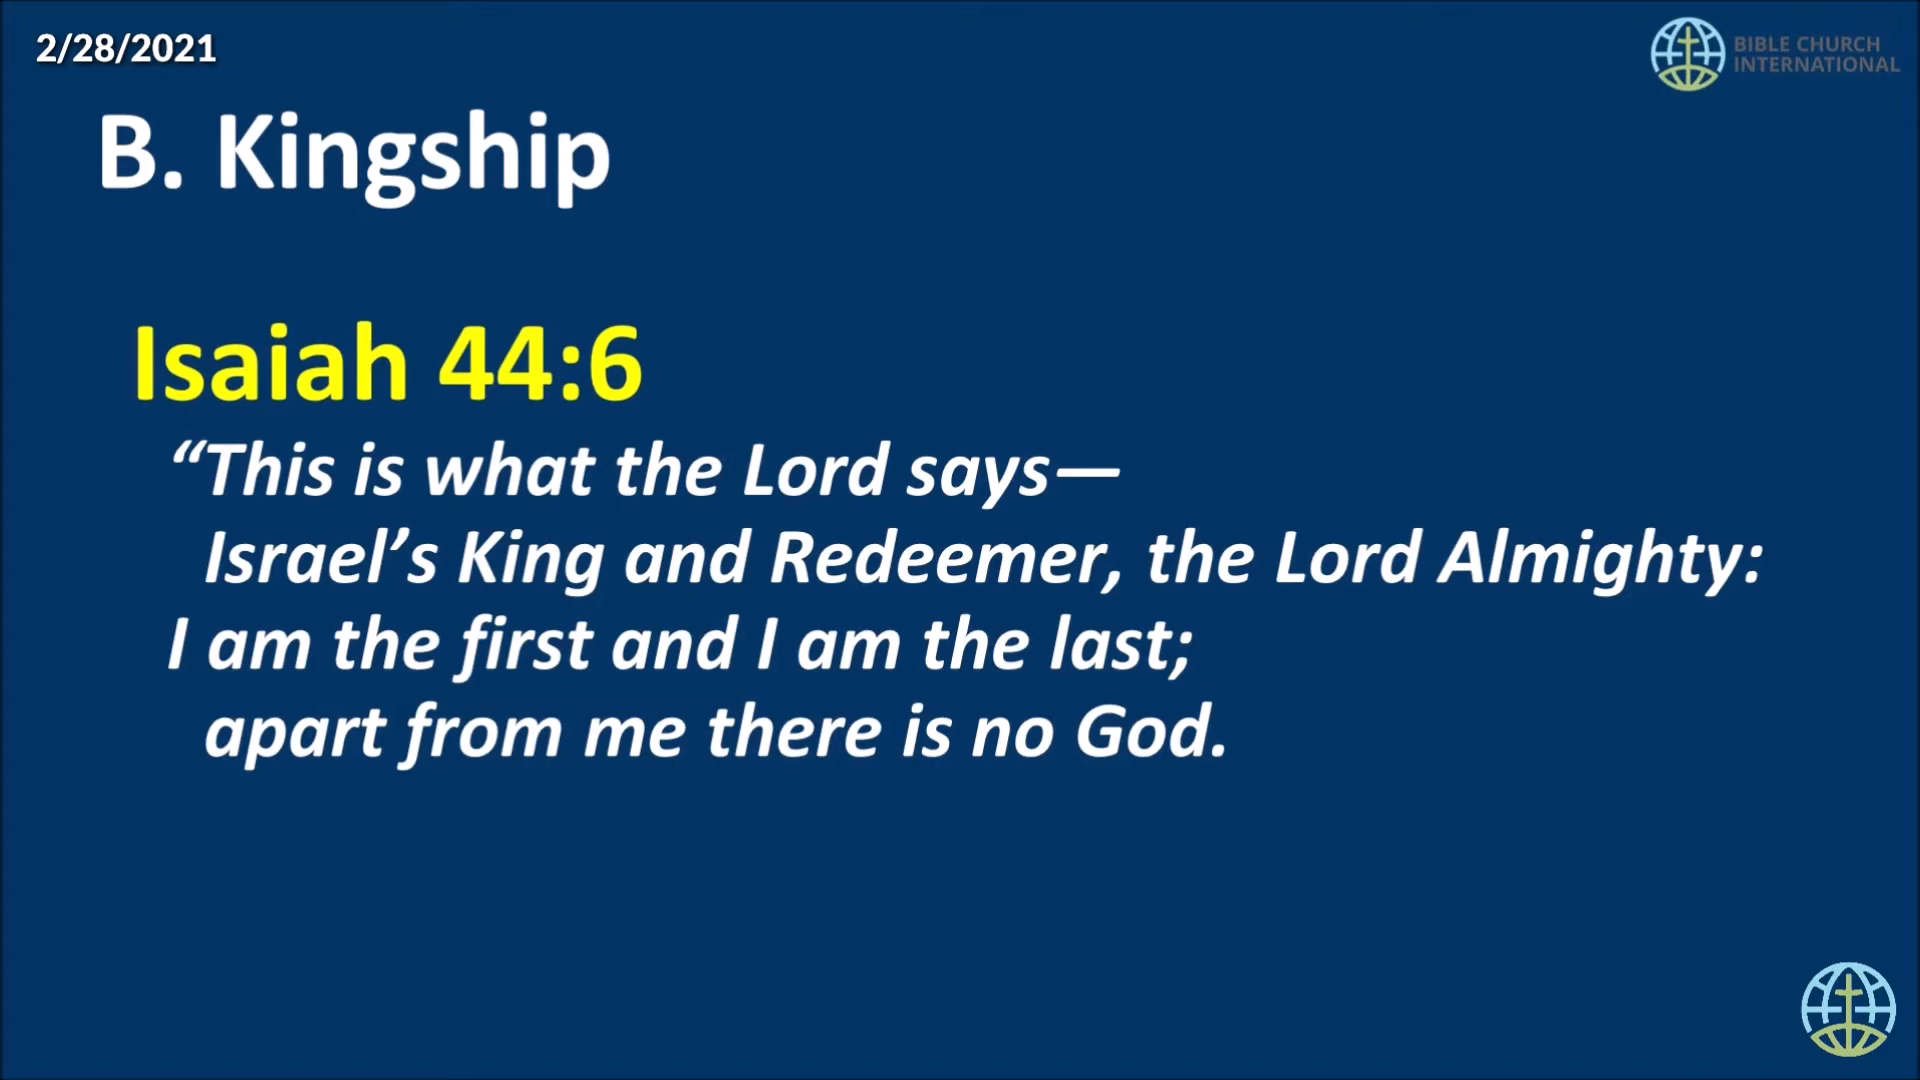 2/28/2021
BIBLE CHURCH
INTERNATIONAL
B. Kingship
Isaiah 44:6
“This is what the Lord says—
Israel’s King and Redeemer, the Lord Almighty:
I am the first and I am the last;
apart from me there is no God.